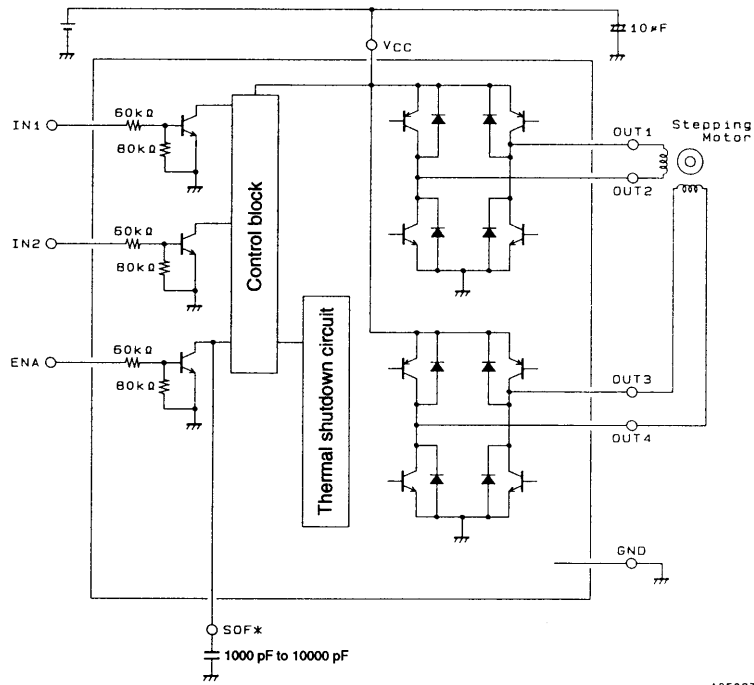 10μF
VCC
IN1
60kΩ
80kΩ
IN2
60kΩ
80kΩ
ENA
60kΩ
80kΩ
Control block
Thermal shutdown circuit
OUT1
OUT2
Stepping
Motor
OUT3
OUT4
GND
SOF*
1000 pF to 10000 pF